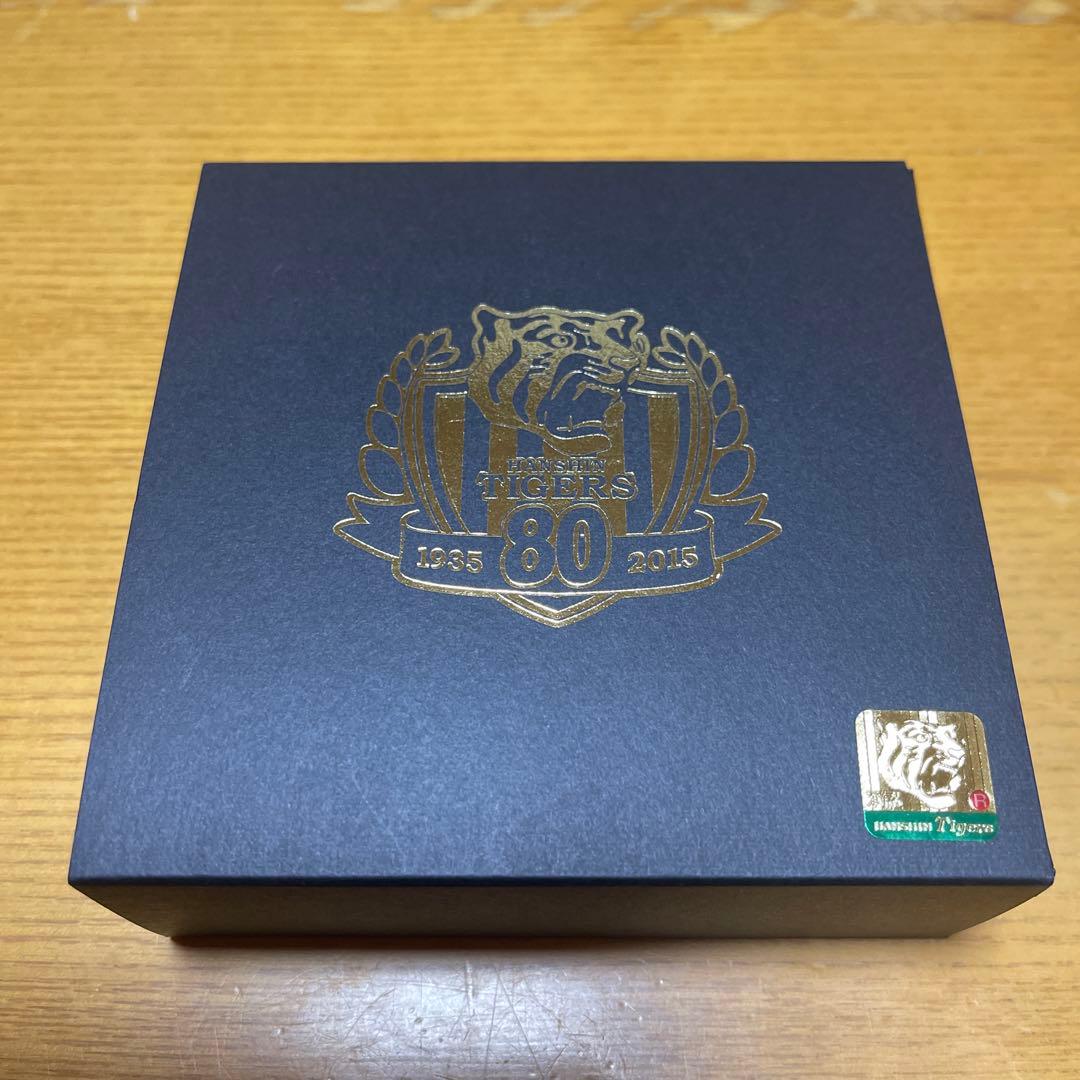 HANSHIN
TIGERS
1935 80 2015
R
HANSHIN Tigers